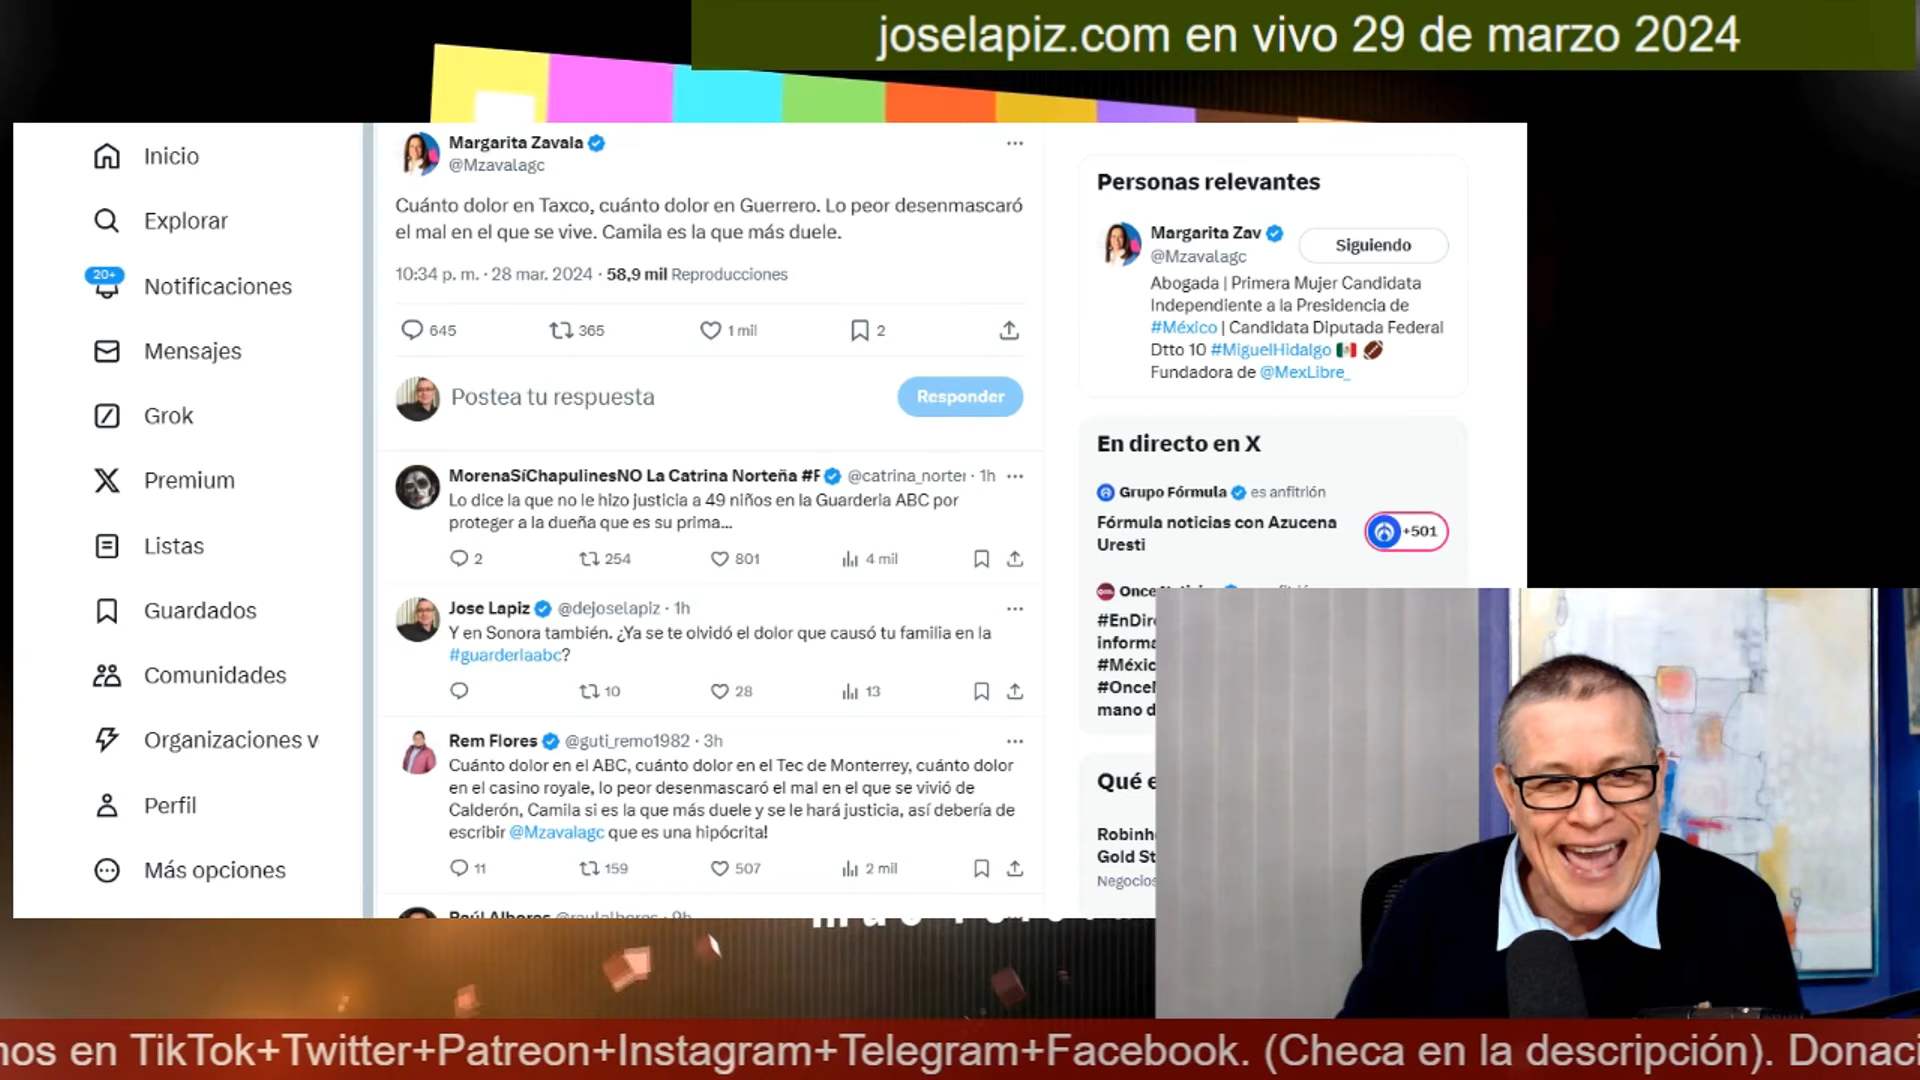 joselapiz.com en vivo 29 de marzo 2024
Inicio
Explorar
20+
Notificaciones
Mensajes
Grok
Premium
Listas
Guardados
Comunidades
Organizaciones v
Perfil
Más opciones
Margarita Zavala
@Mzavalagc
Cuánto dolor en Taxco, cuánto dolor en Guerrero. Lo peor desenmascaró
el mal en el que se vive. Camila es la que más duele.
10:34 p. m. · 28 mar. 2024 · 58,9 mil Reproducciones
645 365 1 mil 2
Postea tu respuesta
Responder
MorenaSíChapulinesNO La Catrina Norteña #F @catrina_norter · 1h
Lo dice la que no le hizo justicia a 49 niños en la Guarderia ABC por
proteger a la dueña que es su prima...
2 254 801 4 mil
Jose Lapiz @dejoselapiz · 1h
Y en Sonora también. ¿Ya se te olvidó el dolor que causó tu familia en la
#guarderIaabc?
10 28 13
Rem Flores @guti_remo1982 · 3h
Cuánto dolor en el ABC, cuánto dolor en el Tec de Monterrey, cuánto dolor
en el casino royale, lo peor desenmascaró el mal en el que se vivió de
Calderón, Camila si es la que más duele y se le hará justicia, así debería de
escribir @Mzavalagc que es una hipócrita!
11 159 507 2 mil
Personas relevantes
Margarita Zav
@Mzavalagc
Siguiendo
Abogada | Primera Mujer Candidata
Independiente a la Presidencia de
#México | Candidata Diputada Federal
Dtto 10 #MiguelHidalgo
Fundadora de @MexLibre_
En directo en X
Grupo Fórmula es anfitrión
Fórmula noticias con Azucena
Uresti
+501
Once
#EnDire
informa
#Méxic
#Once
mano d
Qué e
Robinh
Gold St
Negocios
nos en TikTok+Twitter+Patreon+Instagram+Telegram+Facebook. (Checa en la descripción). Donaci